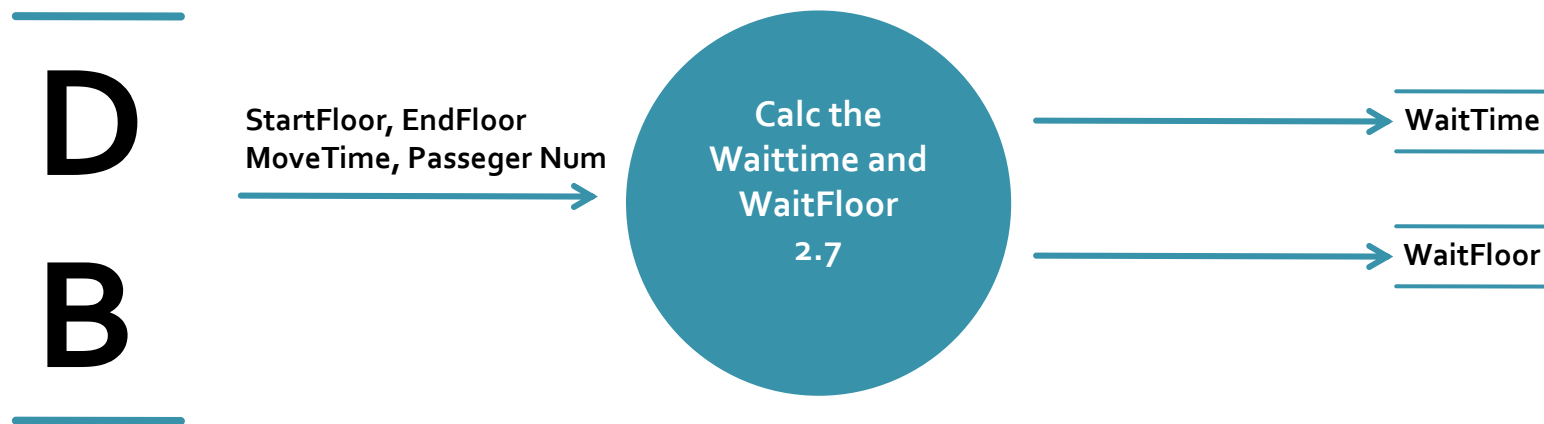 D
B
StartFloor, EndFloor
MoveTime, Passeger Num
Calc the
Waittime and
WaitFloor
2.7
WaitTime
WaitFloor